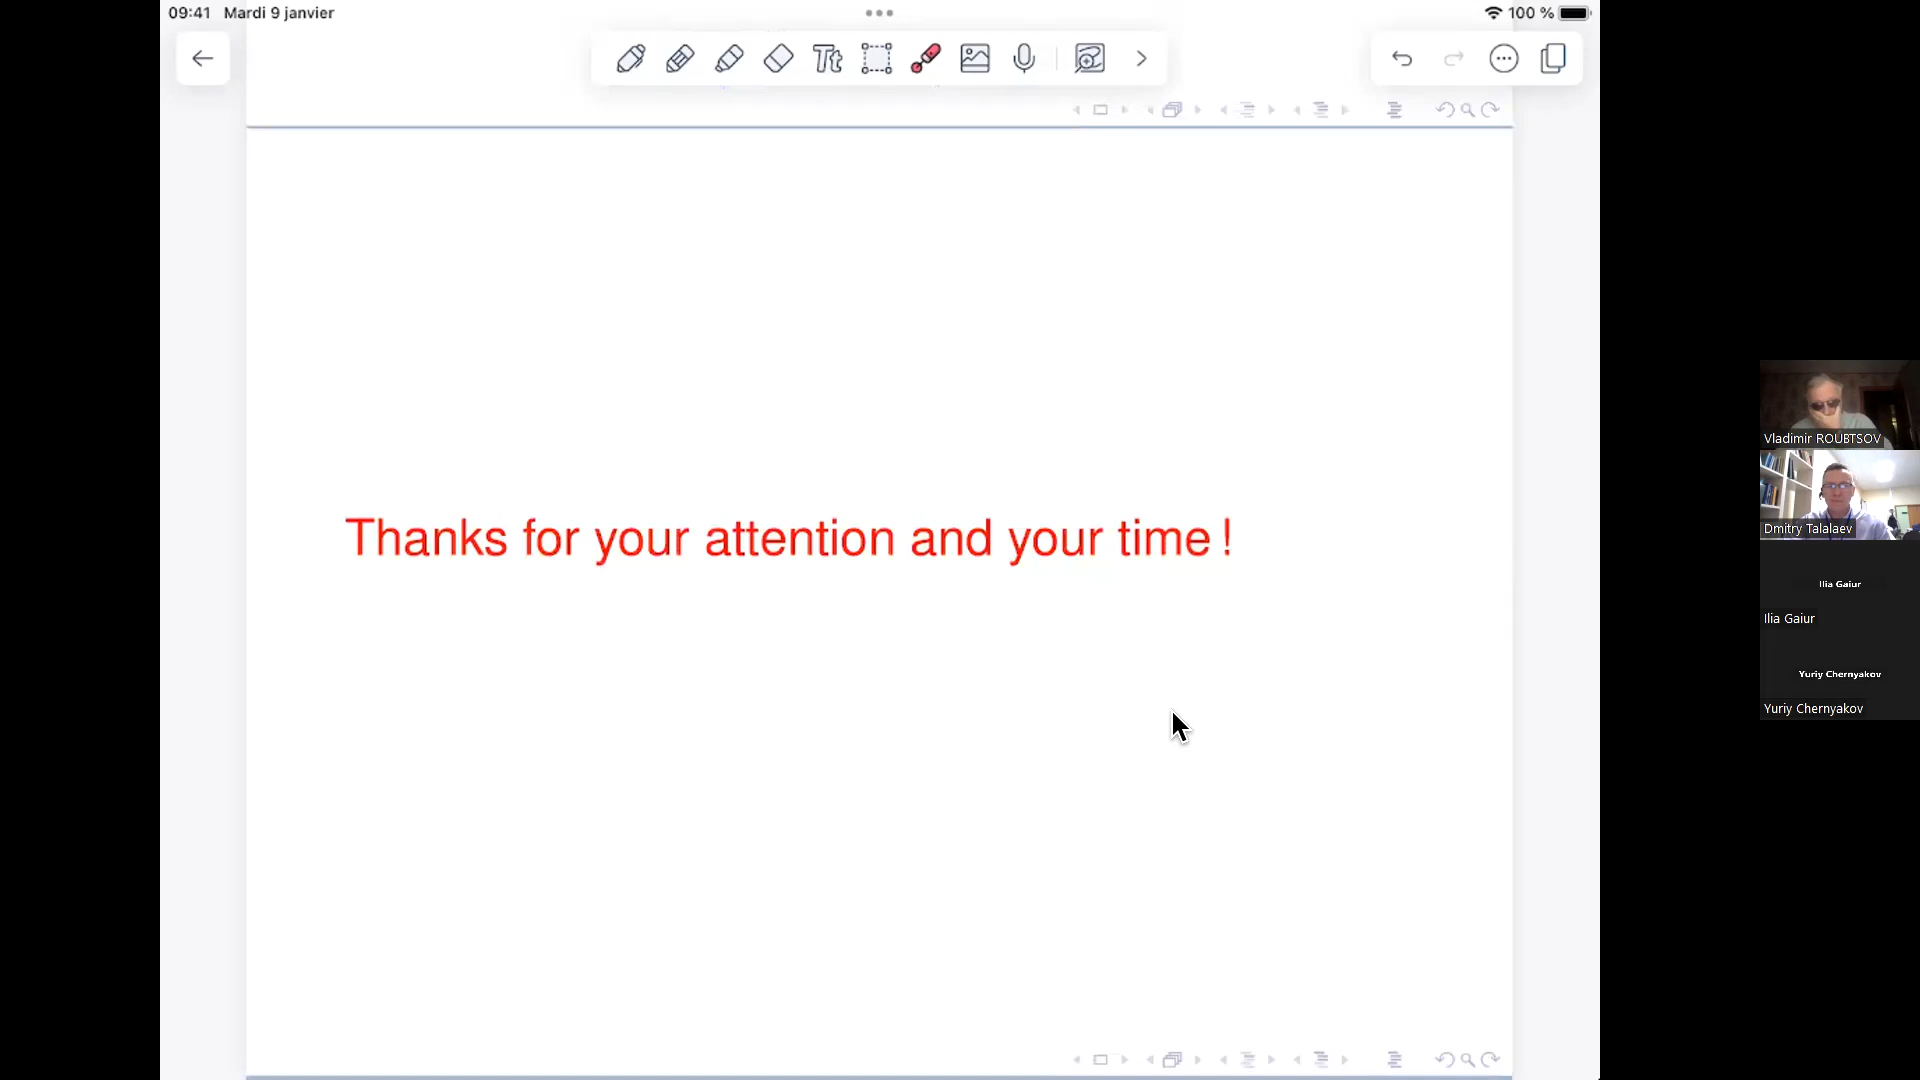 09:41 Mardi 9 janvier
100 %
Tt
Thanks for your attention and your time !
Vladimir ROUBTSOV
Dmitry Talalaev
Ilia Gaiur
Ilia Gaiur
Yuriy Chernyakov
Yuriy Chernyakov